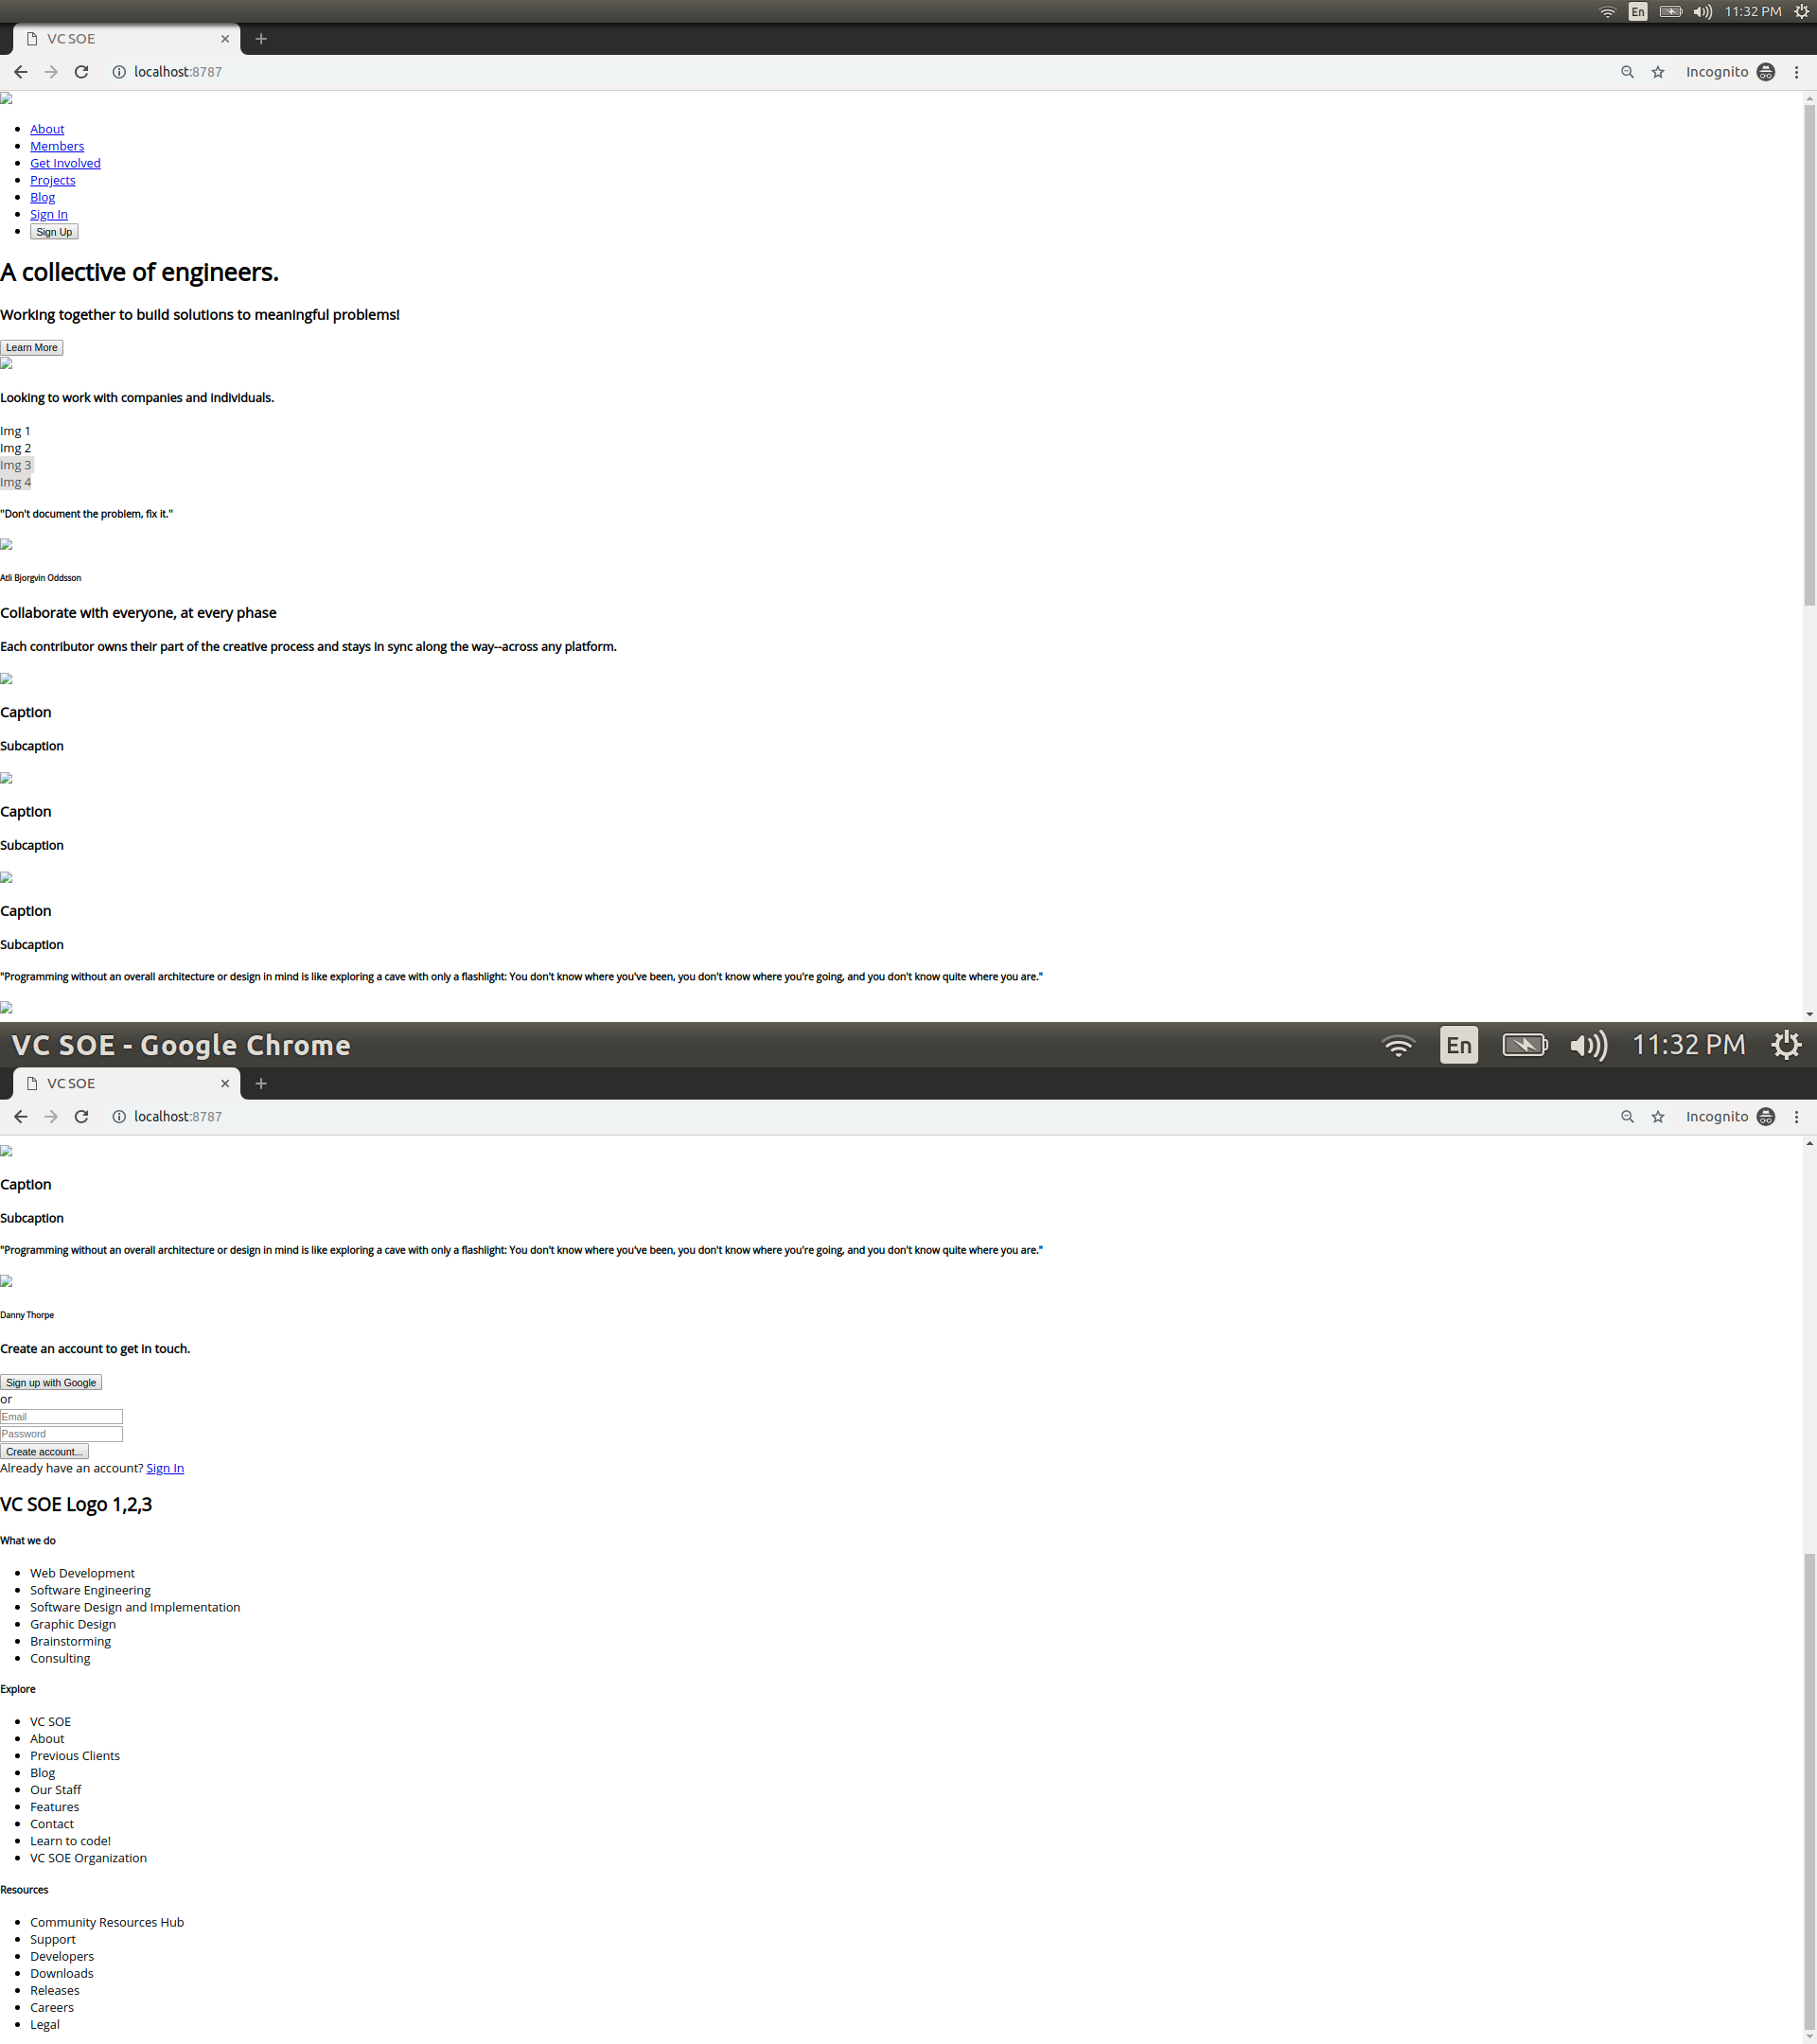 En 11:32 PM
VC SOE
localhost:8787 Incognito
About
Members
Get Involved
Projects
Blog
Sign In
Sign Up
A collective of engineers.
Working together to build solutions to meaningful problems!
Learn More
Looking to work with companies and individuals.
Img 1
Img 2
Img 3
Img 4
"Don't document the problem, fix it."
Atli Bjorgvin Oddsson
Collaborate with everyone, at every phase
Each contributor owns their part of the creative process and stays in sync along the way--across any platform.
Caption
Subcaption
Caption
Subcaption
Caption
Subcaption
"Programming without an overall architecture or design in mind is like exploring a cave with only a flashlight: You don't know where you've been, you don't know where you're going, and you don't know quite where you are."
VC SOE - Google Chrome En 11:32 PM
VC SOE
localhost:8787 Incognito
Caption
Subcaption
"Programming without an overall architecture or design in mind is like exploring a cave with only a flashlight: You don't know where you've been, you don't know where you're going, and you don't know quite where you are."
Danny Thorpe
Create an account to get in touch.
Sign up with Google
or
Email
Password
Create account...
Already have an account? Sign In
VC SOE Logo 1,2,3
What we do
Web Development
Software Engineering
Software Design and Implementation
Graphic Design
Brainstorming
Consulting
Explore
VC SOE
About
Previous Clients
Blog
Our Staff
Features
Contact
Learn to code!
VC SOE Organization
Resources
Community Resources Hub
Support
Developers
Downloads
Releases
Careers
Legal